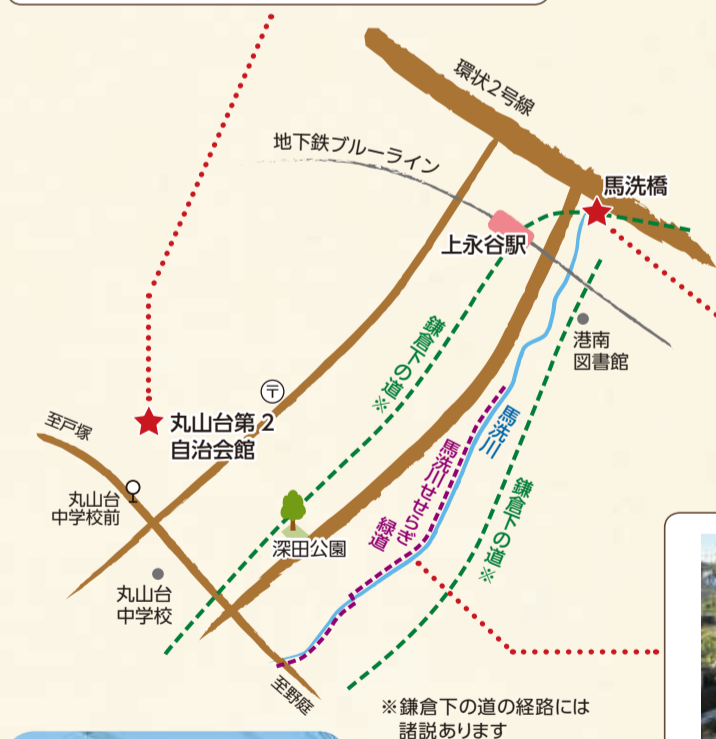 環状2号線
地下鉄ブルーライン
馬洗橋
上永谷駅
港南
図書館
鎌倉下の道※
〒
丸山台第2
自治会館
至戸塚
丸山台
中学校前
馬洗川
馬洗川せせらぎ
緑道
鎌倉下の道※
深田公園
丸山台
中学校
至野庭
※鎌倉下の道の経路には
諸説あります